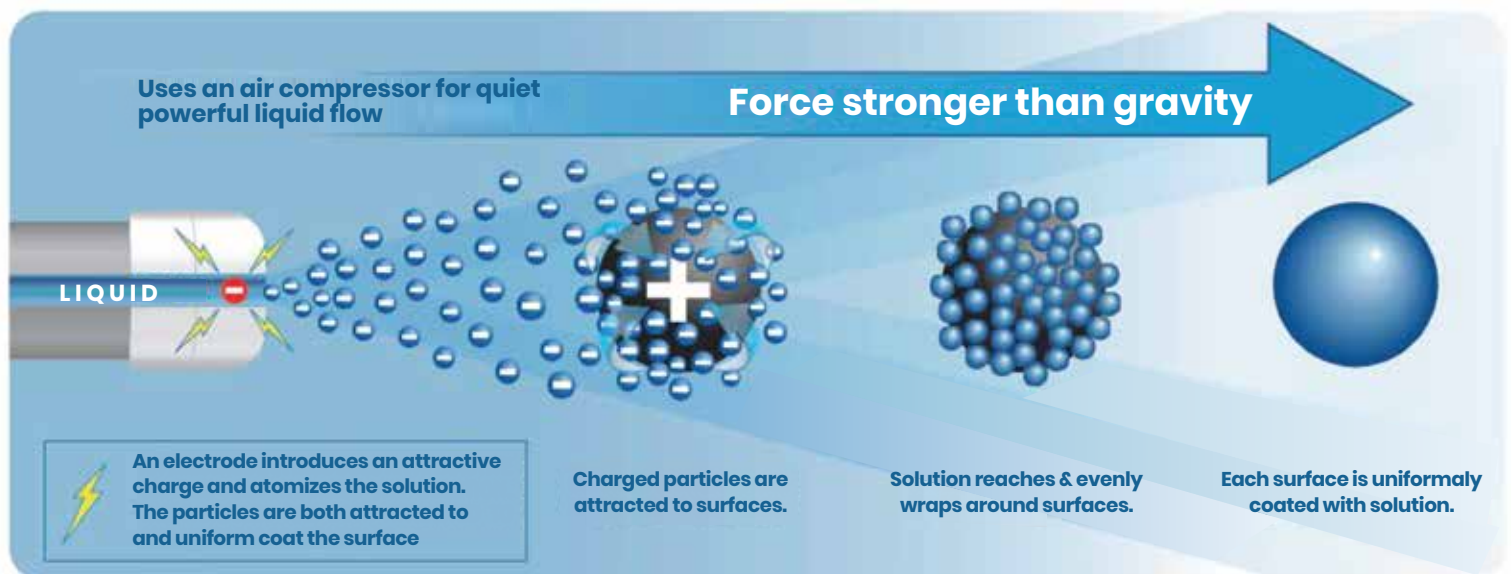 Uses an air compressor for quiet
powerful liquid flow
Force stronger than gravity
LIQUID
An electrode introduces an attractive
charge and atomizes the solution.
The particles are both attracted to
and uniform coat the surface
Charged particles are
attracted to surfaces.
Solution reaches & evenly
wraps around surfaces.
Each surface is uniformaly
coated with solution.